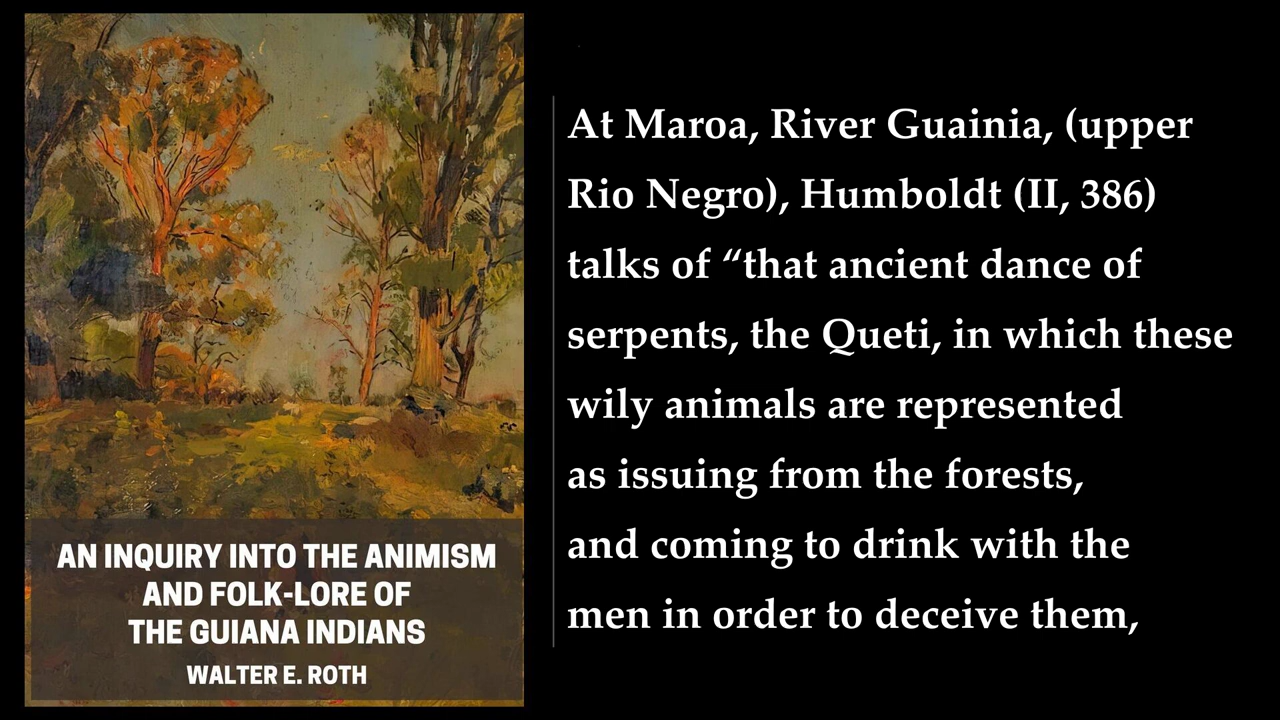 AN INQUIRY INTO THE ANIMISM
AND FOLK-LORE OF
THE GUIANA INDIANS
WALTER E. ROTH
At Maroa, River Guainia, (upper
Rio Negro), Humboldt (II, 386)
talks of “that ancient dance of
serpents, the Queti, in which these
wily animals are represented
as issuing from the forests,
and coming to drink with the
men in order to deceive them,